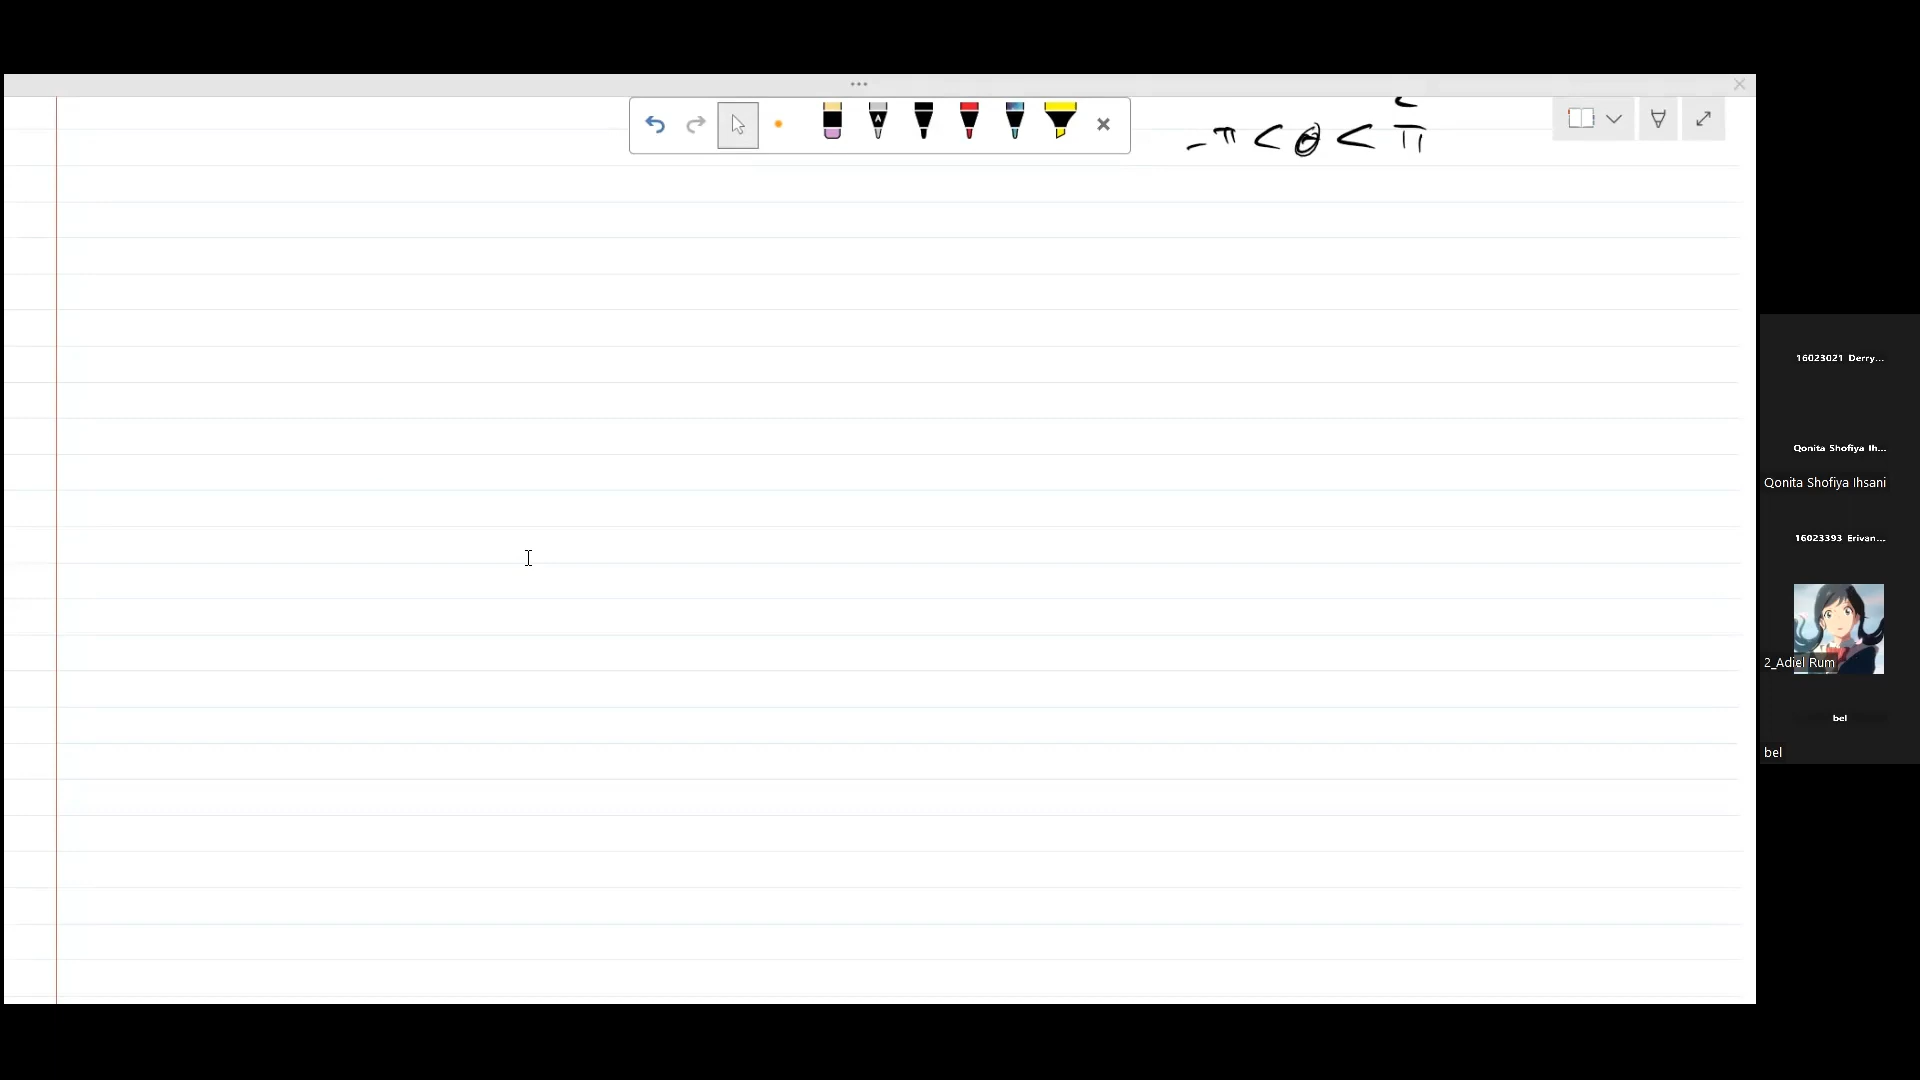 -π < θ < π
16023021 Derry...
Qonita Shofiya Ih...
Qonita Shofiya Ihsani
16023393 Erivan...
2_Adiel Rum
bel
bel